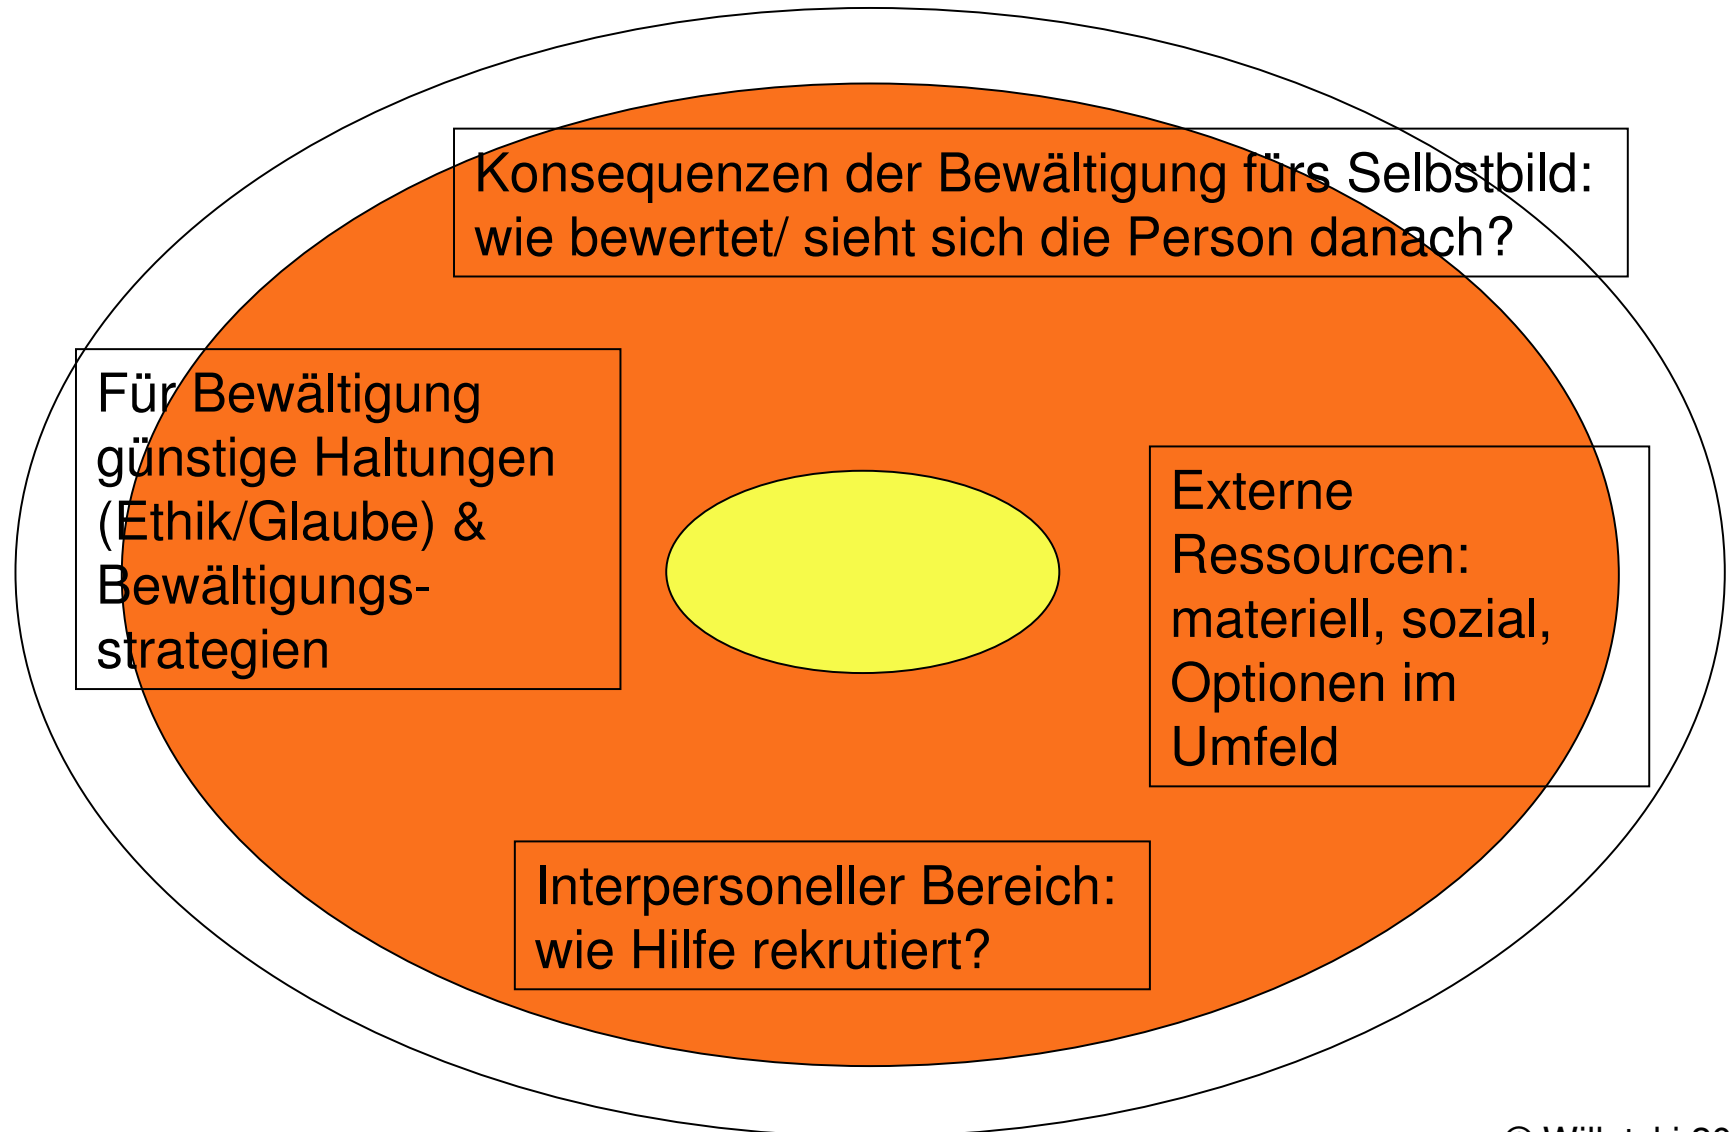 Konsequenzen der Bewältigung fürs Selbstbild:
wie bewertet/ sieht sich die Person danach?
Für Bewältigung
günstige Haltungen
(Ethik/Glaube) &
Bewältigungs-
strategien
Externe
Ressourcen:
materiell, sozial,
Optionen im
Umfeld
Interpersoneller Bereich:
wie Hilfe rekrutiert?